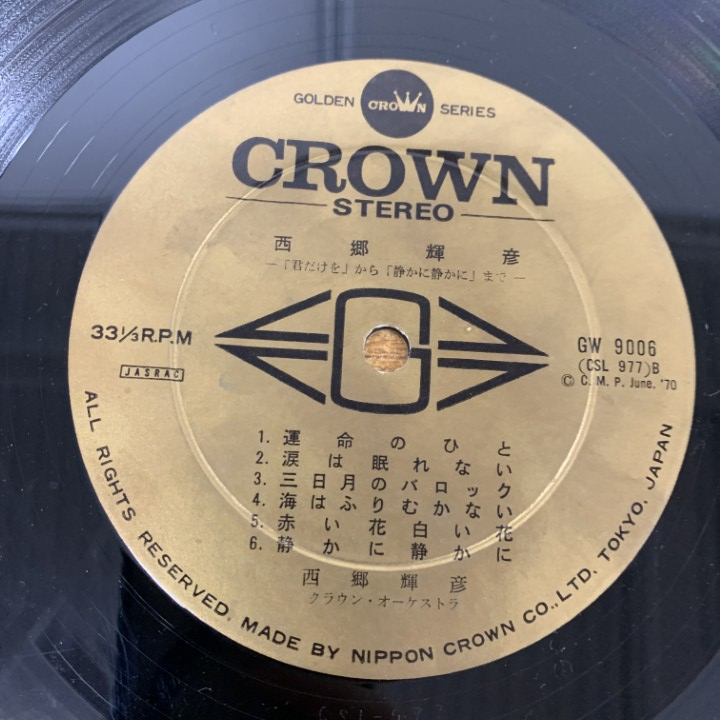 GOLDEN CROWN SERIES
CROWN
STEREO
西郷輝彦
―「君だけを」から「静かに静かに」まで―
33 1/3 R.P.M
JASRAC
G
GW 9006
(CSL 977)B
© C. M. P. June. '70
1. 運命のひと
2. 涙は眠れない
3. 三日月のバロック
4. 海はふりむかない
5. 赤い花白い花に
6. 静かに静かに
西郷輝彦
クラウン・オーケストラ
ALL RIGHTS RESERVED. MADE BY NIPPON CROWN CO.,LTD. TOKYO, JAPAN